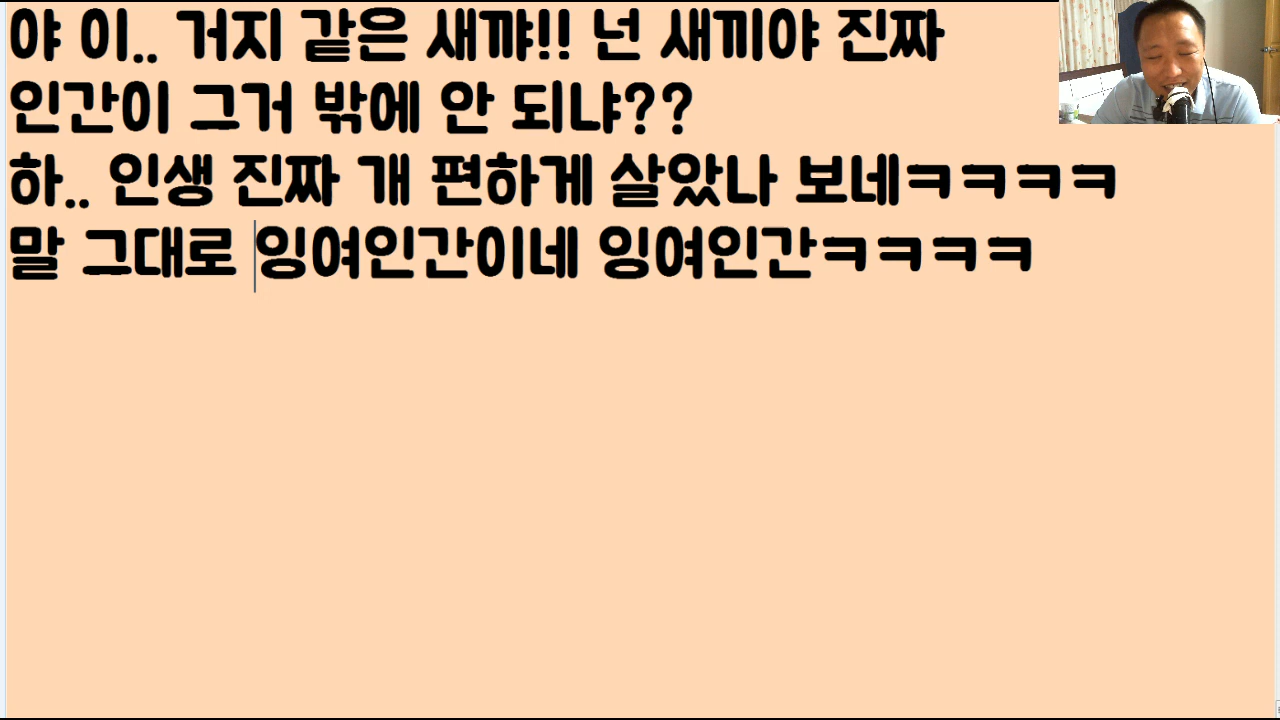 야 이.. 거지 같은 새꺄!! 넌 새끼야 진짜
인간이 그거 밖에 안 되냐??
하.. 인생 진짜 개 편하게 살았나 보네ㅋㅋㅋㅋ
말 그대로 잉여인간이네 잉여인간ㅋㅋㅋㅋ